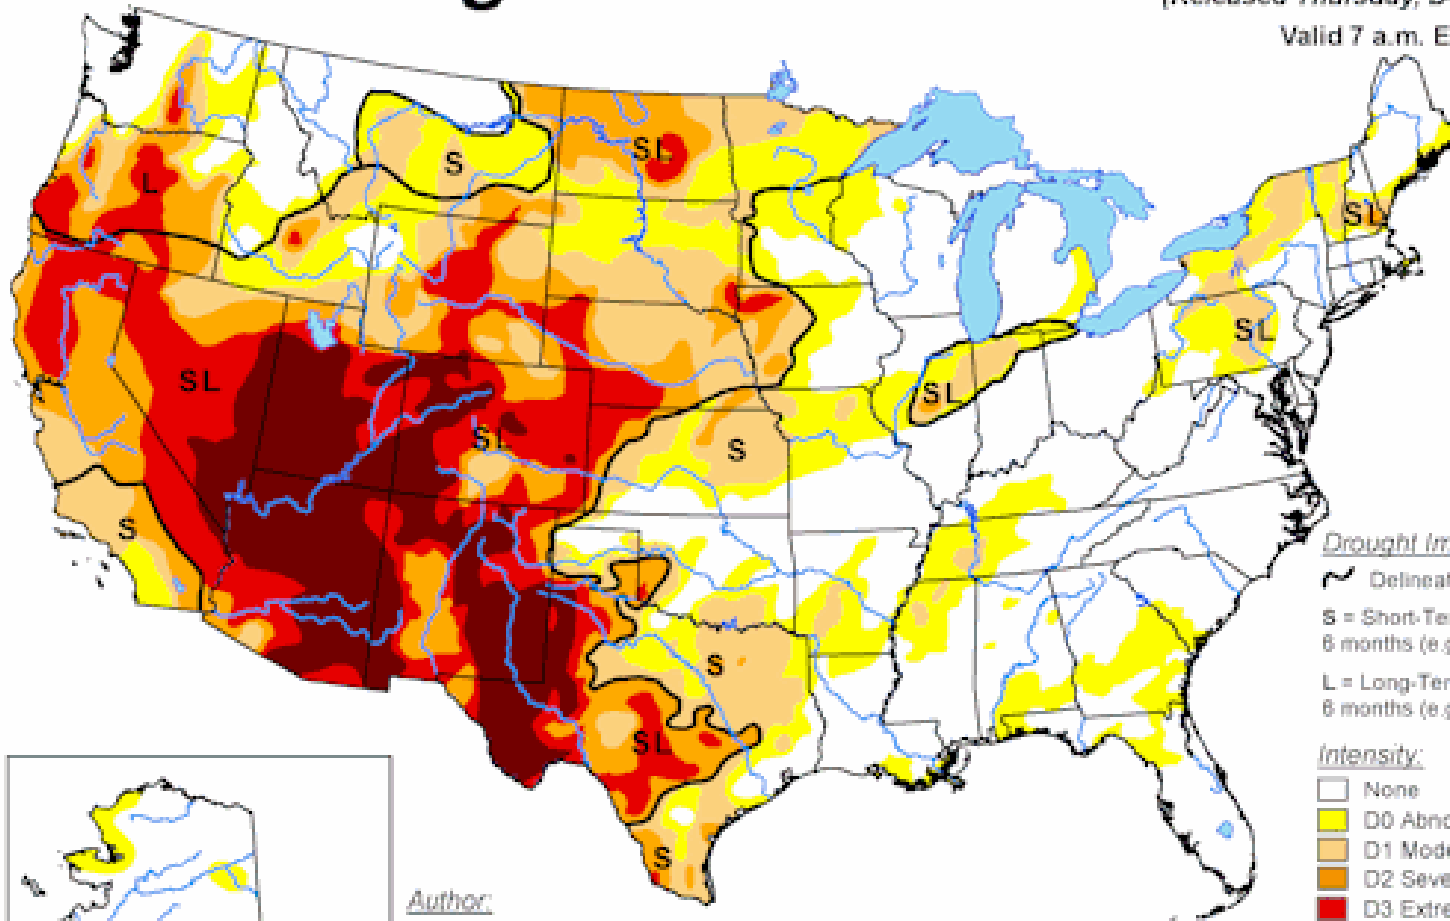 Valid 7 a.m. E
SL
S
L
SL
SL
SL
SL
SL
S
S
S
SL
S
Drought Im
Delineat
S = Short-Te
6 months (e.g
L = Long-Ter
6 months (e.g
Intensity:
None
D0 Abno
D1 Mode
D2 Seve
D3 Extre
Author: